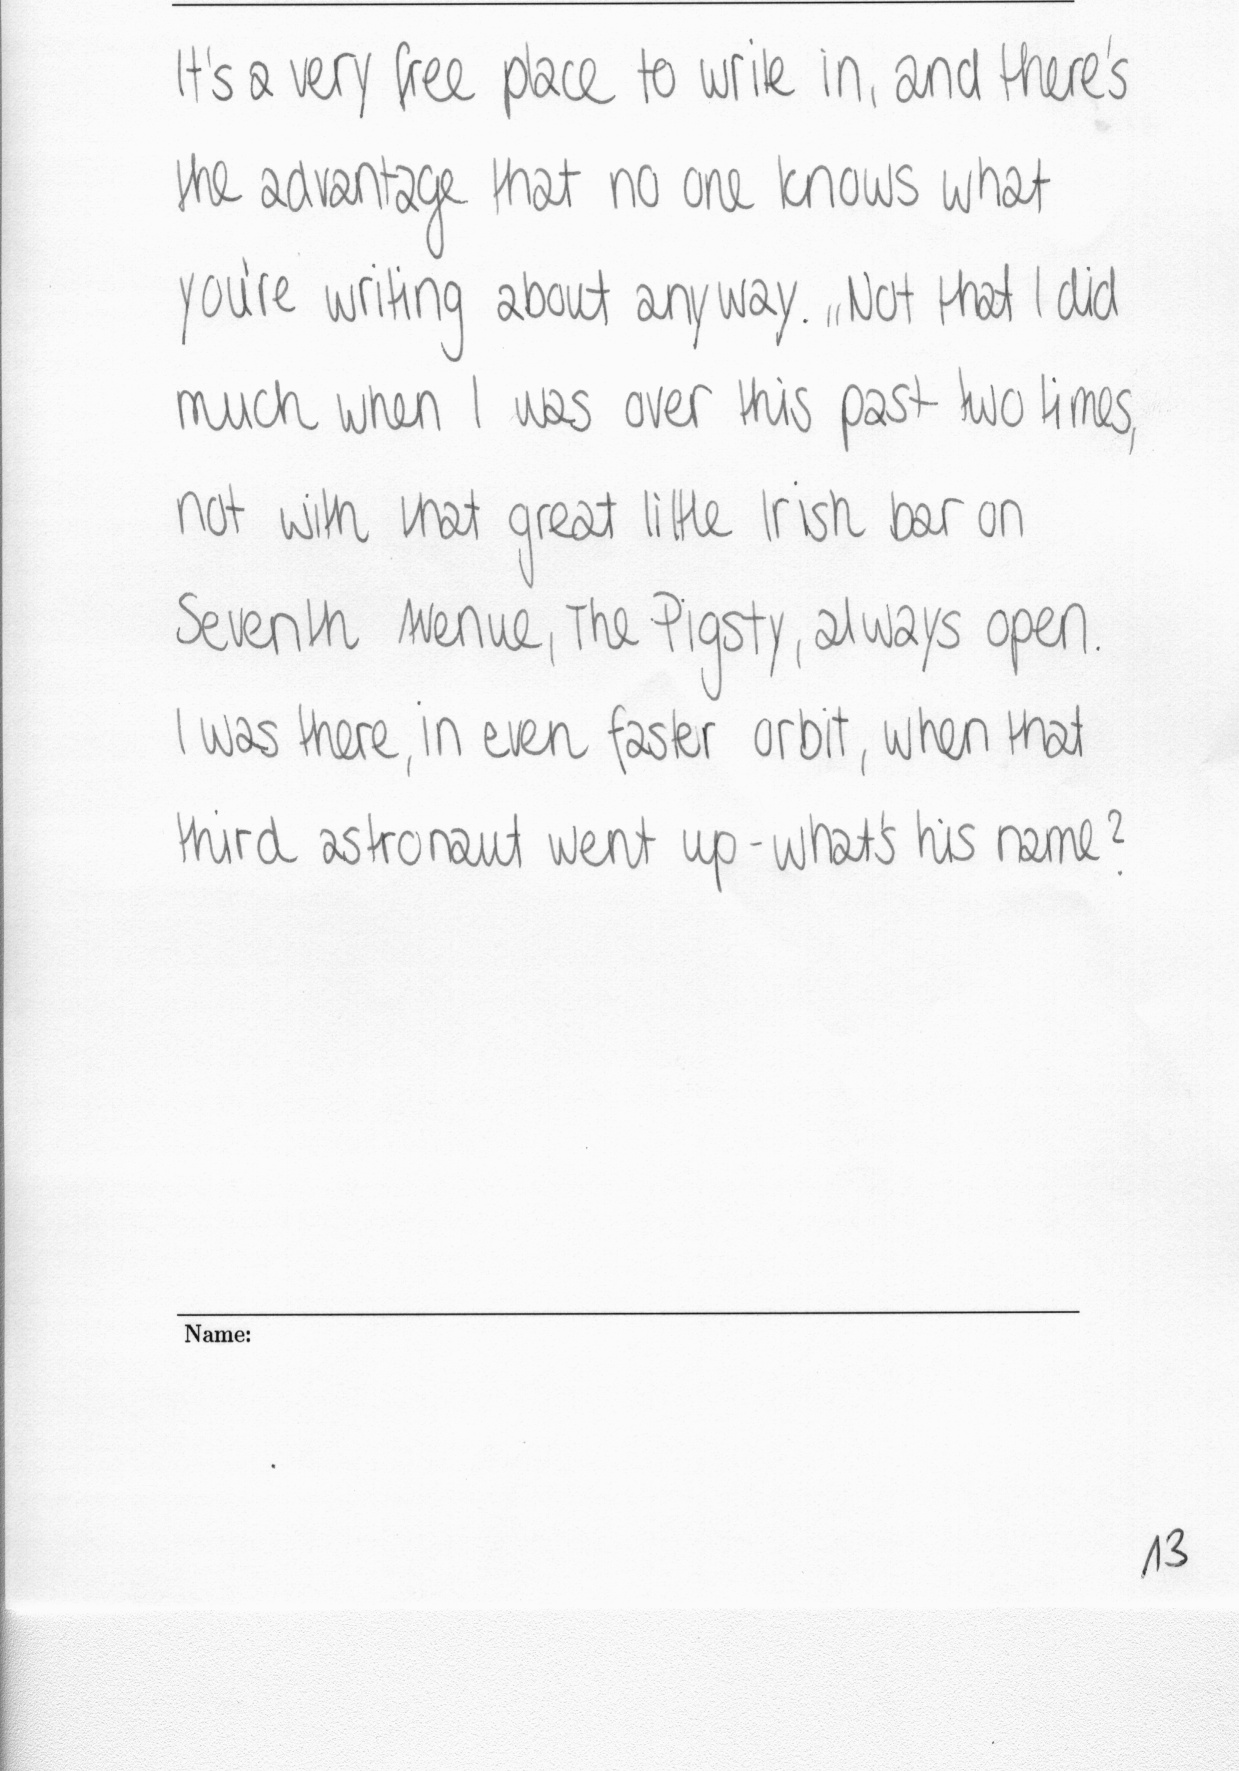 It's a very free place to write in, and there's
the advantage that no one knows what
you're writing about anyway. „Not that I did
much when I was over this past two times,
not with that great little Irish bar on
Seventh Avenue, The Pigsty, always open.
I was there, in even faster orbit, when that
third astronaut went up - what's his name?
Name:
13